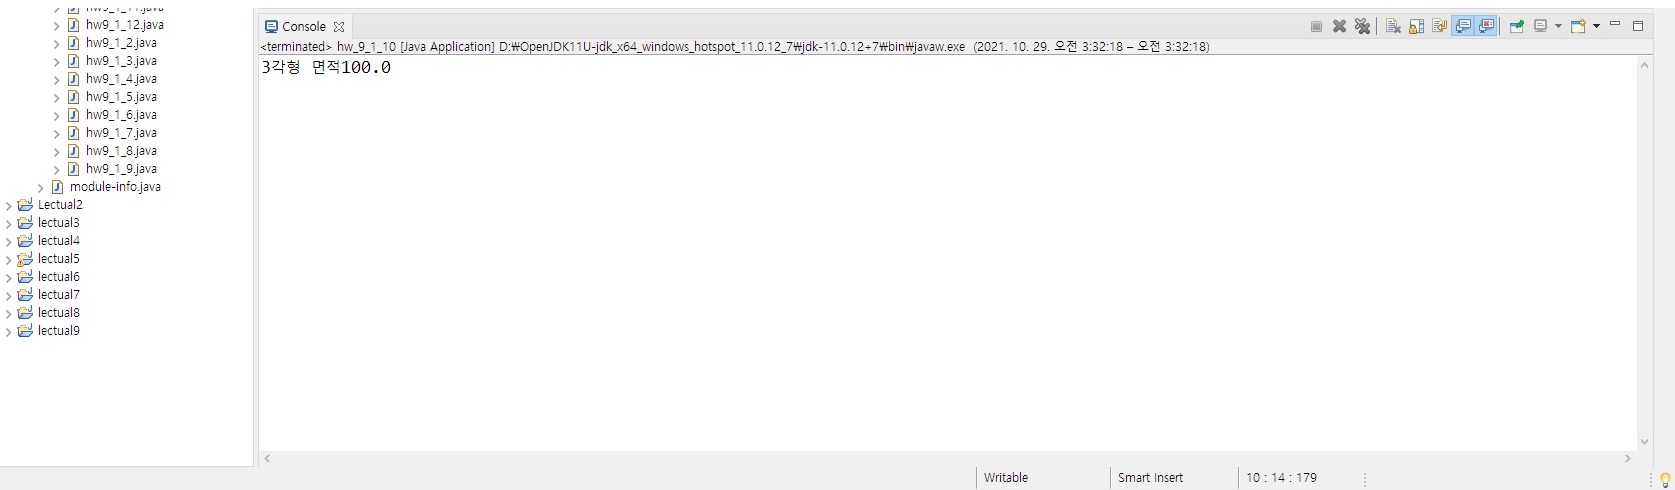 hw9_1_11.java
hw9_1_12.java
hw9_1_2.java
hw9_1_3.java
hw9_1_4.java
hw9_1_5.java
hw9_1_6.java
hw9_1_7.java
hw9_1_8.java
hw9_1_9.java
module-info.java
Lectual2
lectual3
lectual4
lectual5
lectual6
lectual7
lectual8
lectual9
Console
<terminated> hw_9_1_10 [Java Application] D:₩OpenJDK11U-jdk_x64_windows_hotspot_11.0.12_7₩jdk-11.0.12+7₩bin₩javaw.exe (2021. 10. 29. 오전 3:32:18 – 오전 3:32:18)
3각형 면적100.0
Writable
Smart Insert
10 : 14 : 179